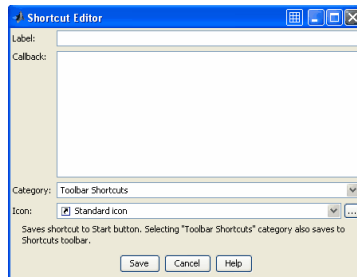 Shortcut Editor
Label:
Callback:
Category: Toolbar Shortcuts
Icon: Standard icon ...
Saves shortcut to Start button. Selecting "Toolbar Shortcuts" category also saves to
Shortcuts toolbar.
Save Cancel Help